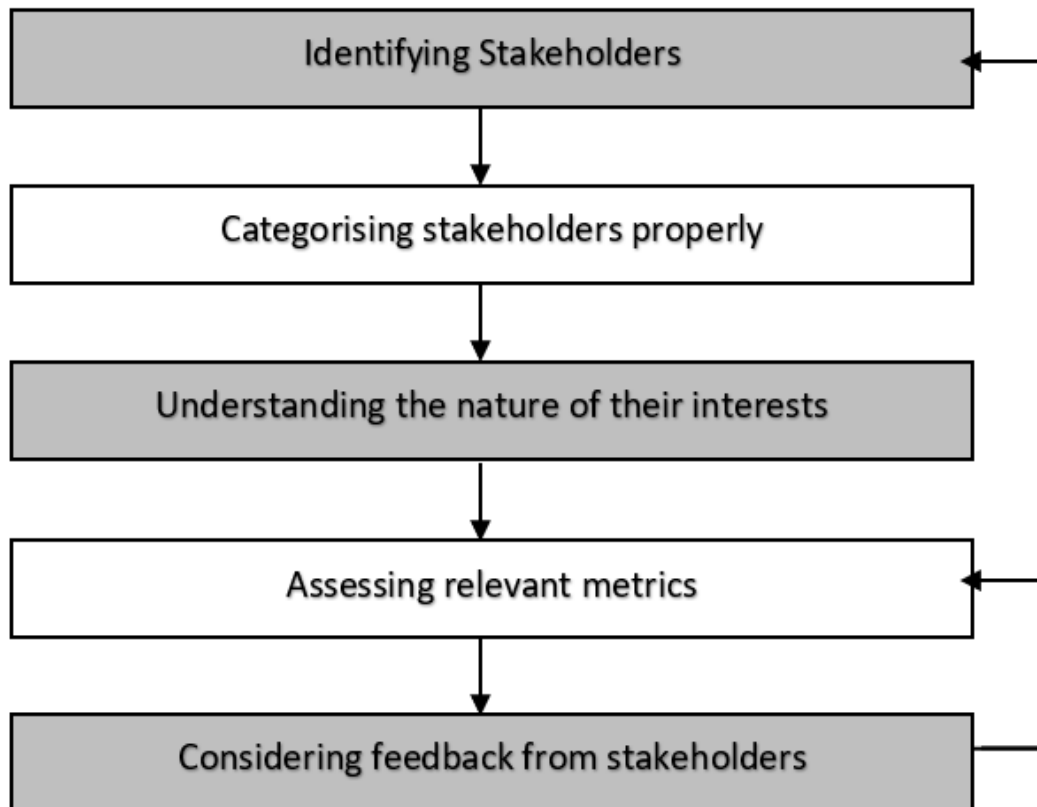 Identifying Stakeholders
Categorising stakeholders properly
Understanding the nature of their interests
Assessing relevant metrics
Considering feedback from stakeholders